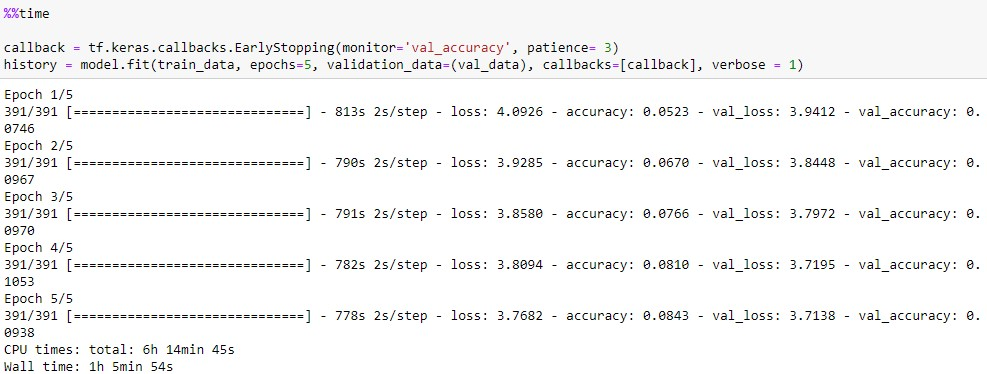 %%time
callback = tf.keras.callbacks.EarlyStopping(monitor='val_accuracy', patience= 3)
history = model.fit(train_data, epochs=5, validation_data=(val_data), callbacks=[callback], verbose = 1)
Epoch 1/5
391/391 [==============================] - 813s 2s/step - loss: 4.0926 - accuracy: 0.0523 - val_loss: 3.9412 - val_accuracy: 0.
0746
Epoch 2/5
391/391 [==============================] - 790s 2s/step - loss: 3.9285 - accuracy: 0.0670 - val_loss: 3.8448 - val_accuracy: 0.
0967
Epoch 3/5
391/391 [==============================] - 791s 2s/step - loss: 3.8580 - accuracy: 0.0766 - val_loss: 3.7972 - val_accuracy: 0.
0970
Epoch 4/5
391/391 [==============================] - 782s 2s/step - loss: 3.8094 - accuracy: 0.0810 - val_loss: 3.7195 - val_accuracy: 0.
1053
Epoch 5/5
391/391 [==============================] - 778s 2s/step - loss: 3.7682 - accuracy: 0.0843 - val_loss: 3.7138 - val_accuracy: 0.
0938
CPU times: total: 6h 14min 45s
Wall time: 1h 5min 54s